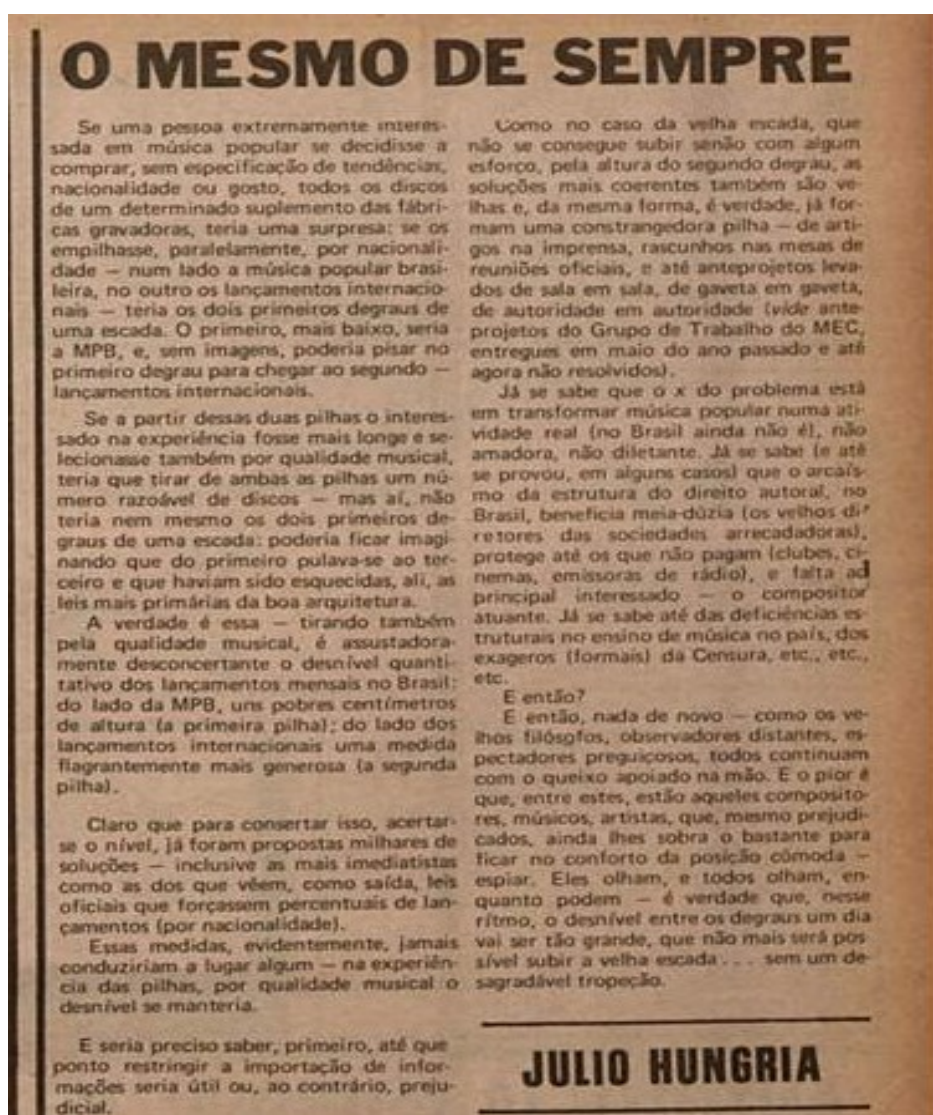 O MESMO DE SEMPRE
Se uma pessoa extremamente interes-
sada em música popular se decidisse a
comprar, sem especificação de tendências,
nacionalidade ou gosto, todos os discos
de um determinado suplemento das fábri-
cas gravadoras, teria uma surpresa: se os
empilhasse, paralelamente, por nacionali-
dade — num lado a música popular brasi-
leira, no outro os lançamentos internacio-
nais — teria os dois primeiros degraus de
uma escada. O primeiro, mais baixo, seria
a MPB, e, sem imagens, poderia pisar no
primeiro degrau para chegar ao segundo —
lançamentos internacionais.
Se a partir dessas duas pilhas o interes-
sado na experiência fosse mais longe e se-
lecionasse também por qualidade musical,
teria que tirar de ambas as pilhas um nú-
mero razoável de discos — mas aí, não
teria nem mesmo os dois primeiros de-
graus de uma escada: poderia ficar imagi-
nando que do primeiro pulava-se ao ter-
ceiro e que haviam sido esquecidas, ali, as
leis mais primárias da boa arquitetura.
A verdade é essa — tirando também
pela qualidade musical, é assustadora-
mente desconcertante o desnível quanti-
tativo dos lançamentos mensais no Brasil:
do lado da MPB, uns pobres centímetros
de altura (a primeira pilha); do lado dos
lançamentos internacionais uma medida
flagrantemente mais generosa (a segunda
pilha).
Claro que para consertar isso, acertar-
se o nível, já foram propostas milhares de
soluções — inclusive as mais imediatistas
como as dos que vêem, como saída, leis
oficiais que forçassem percentuais de lan-
çamentos (por nacionalidade).
Essas medidas, evidentemente, jamais
conduziriam a lugar algum — na experiên-
cia das pilhas, por qualidade musical o
desnível se manteria.
E seria preciso saber, primeiro, até que
ponto restringir a importação de infor-
mações seria útil ou, ao contrário, preju-
dicial.
Como no caso da velha escada, que
não se consegue subir senão com algum
esforço, pela altura do segundo degrau, as
soluções mais coerentes também são ve-
lhas e, da mesma forma, é verdade, já for-
mam uma constrangedora pilha — de arti-
gos na imprensa, rascunhos nas mesas de
reuniões oficiais, e até anteprojetos leva-
dos de sala em sala, de gaveta em gaveta,
de autoridade em autoridade (vide ante-
projetos do Grupo de Trabalho do MEC,
entregues em maio do ano passado e até
agora não resolvidos).
Já se sabe que o x do problema está
em transformar música popular numa ati-
vidade real (no Brasil ainda não é), não
amadora, não diletante. Já se sabe (e até
se provou, em alguns casos) que o arcaís-
mo da estrutura do direito autoral, no
Brasil, beneficia meia-dúzia (os velhos di-
retores das sociedades arrecadadoras),
protege até os que não pagam (clubes, ci-
nemas, emissoras de rádio), e falta ao
principal interessado — o compositor
atuante. Já se sabe até das deficiências es-
truturais no ensino de música no país, dos
exageros (formais) da Censura, etc., etc.,
etc.
E então?
E então, nada de novo — como os ve-
lhos filósofos, observadores distantes, es-
pectadores preguiçosos, todos continuam
com o queixo apoiado na mão. E o pior é
que, entre estes, estão aqueles composito-
res, músicos, artistas, que, mesmo prejudi-
cados, ainda lhes sobra o bastante para
ficar no conforto da posição cômoda —
espiar. Eles olham, e todos olham, en-
quanto podem — é verdade que, nesse
rítmo, o desnível entre os degraus um dia
vai ser tão grande, que não mais será pos
sível subir a velha escada . . . sem um de-
sagradável tropeção.
JULIO HUNGRIA